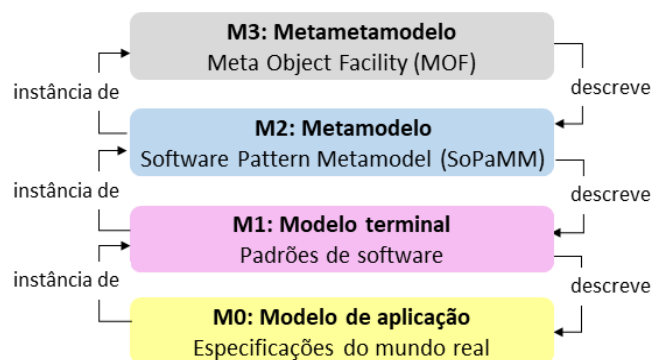 M3: Metametamodelo
Meta Object Facility (MOF)
instância de
descreve
M2: Metamodelo
Software Pattern Metamodel (SoPaMM)
instância de
descreve
M1: Modelo terminal
Padrões de software
instância de
descreve
M0: Modelo de aplicação
Especificações do mundo real